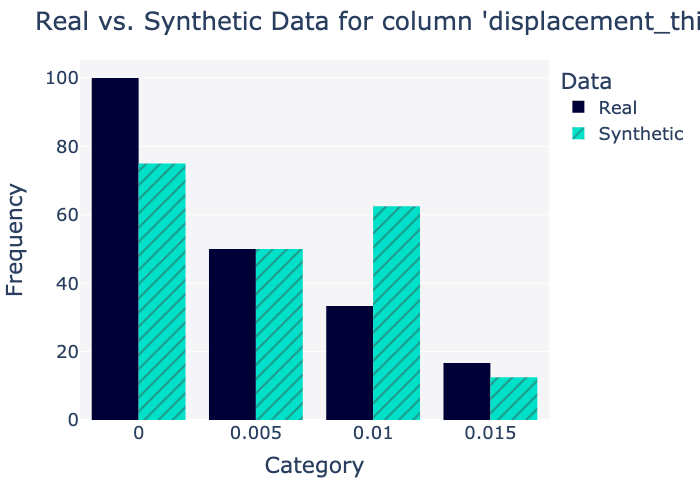 Real vs. Synthetic Data for column 'displacement_thi
Data
Real
Synthetic
Frequency
100
80
60
40
20
0
0 0.005 0.01 0.015
Category